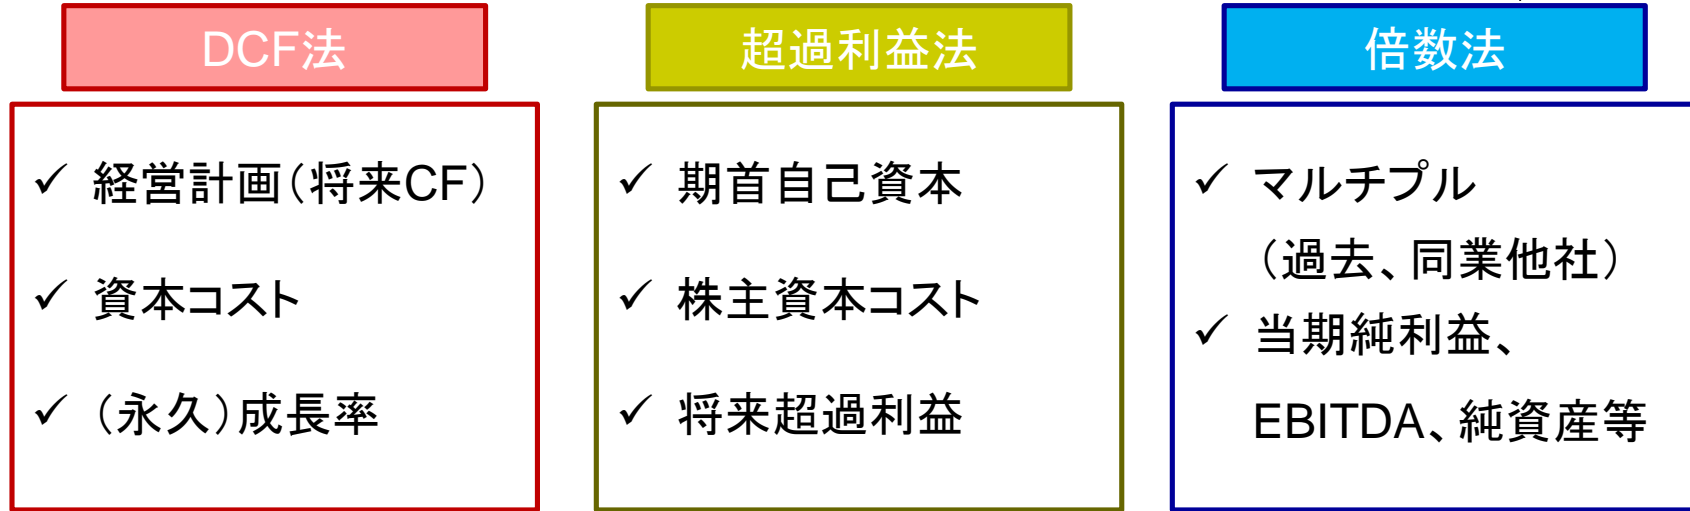 DCF法
✓ 経営計画（将来CF）
✓ 資本コスト
✓ （永久）成長率
超過利益法
✓ 期首自己資本
✓ 株主資本コスト
✓ 将来超過利益
倍数法
✓ マルチプル
（過去、同業他社）
✓ 当期純利益、
EBITDA、純資産等